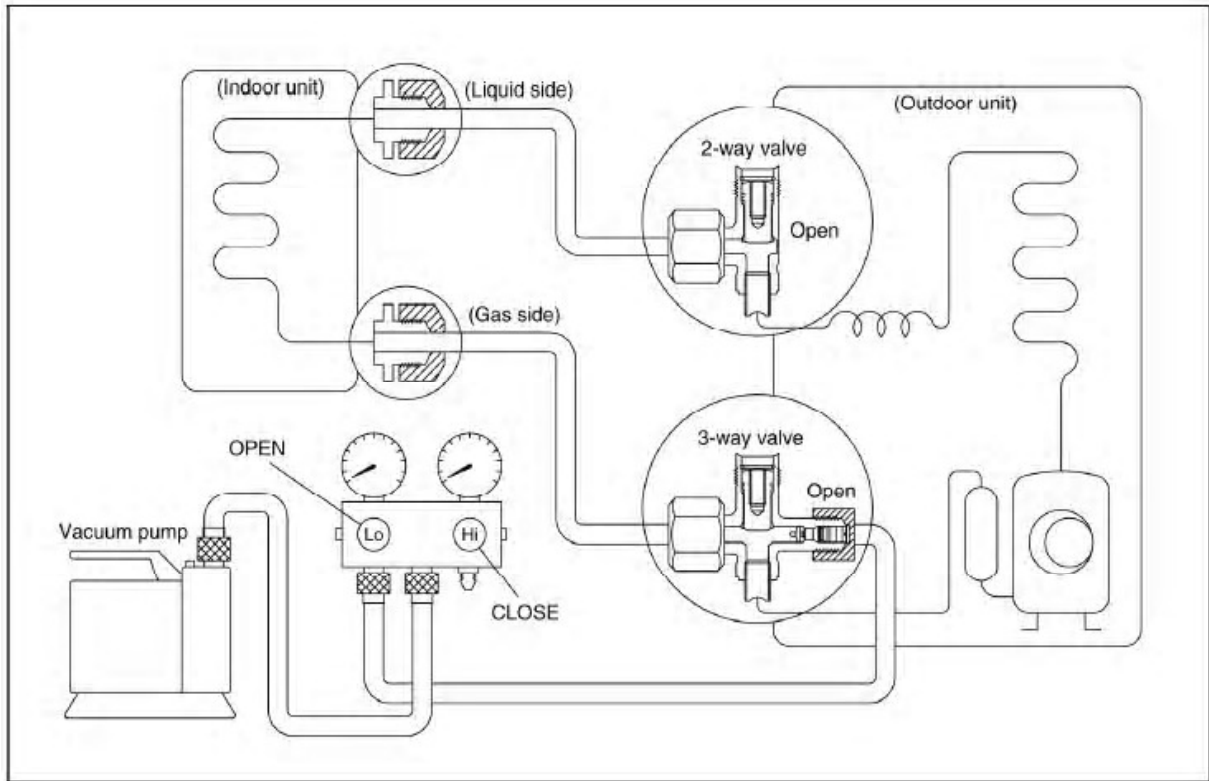 (Indoor unit)
(Liquid side)
(Outdoor unit)
2-way valve
Open
(Gas side)
3-way valve
Open
OPEN
Lo
Hi
Vacuum pump
CLOSE